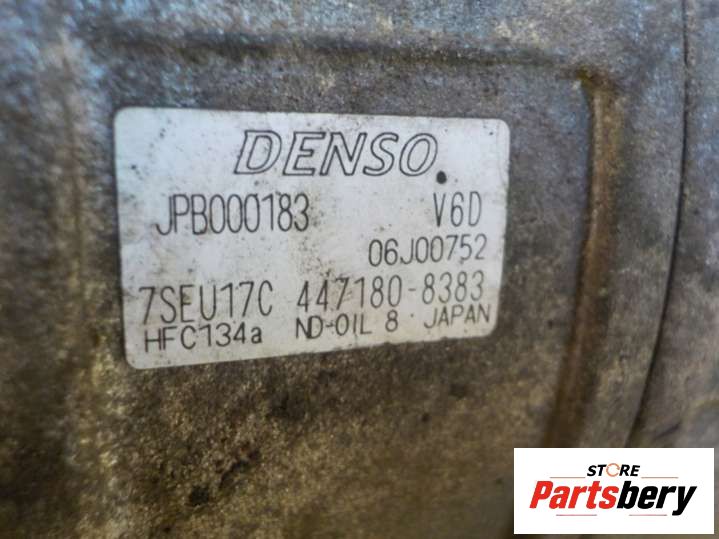 DENSO
JPB000183 V6D
06J00752
7SEU17C 447180-8383
HFC134a ND-OIL 8 JAPAN
STORE
Partsbery